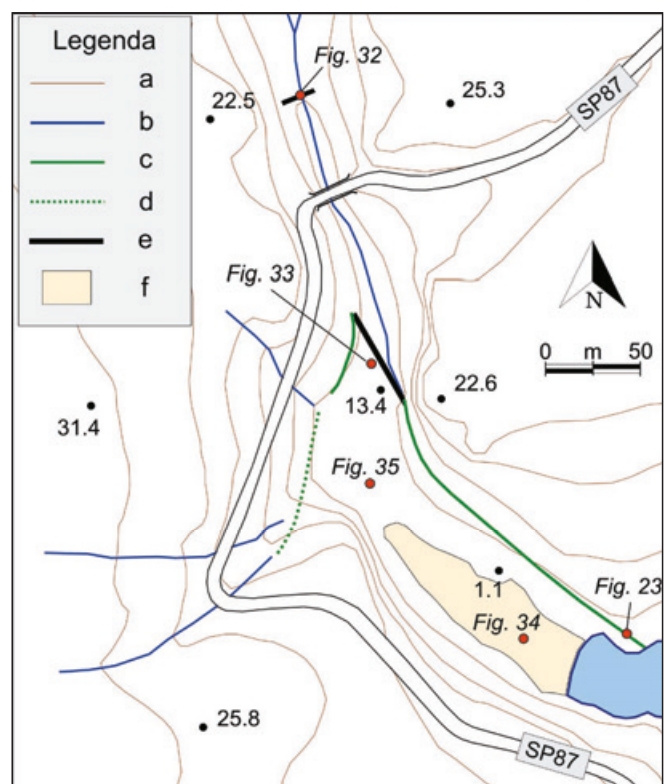 Legenda
a
b
c
d
e
f
Fig. 32
22.5
25.3
SP87
Fig. 33
N
0 m 50
13.4
22.6
31.4
Fig. 35
1.1
Fig. 23
Fig. 34
25.8
SP87